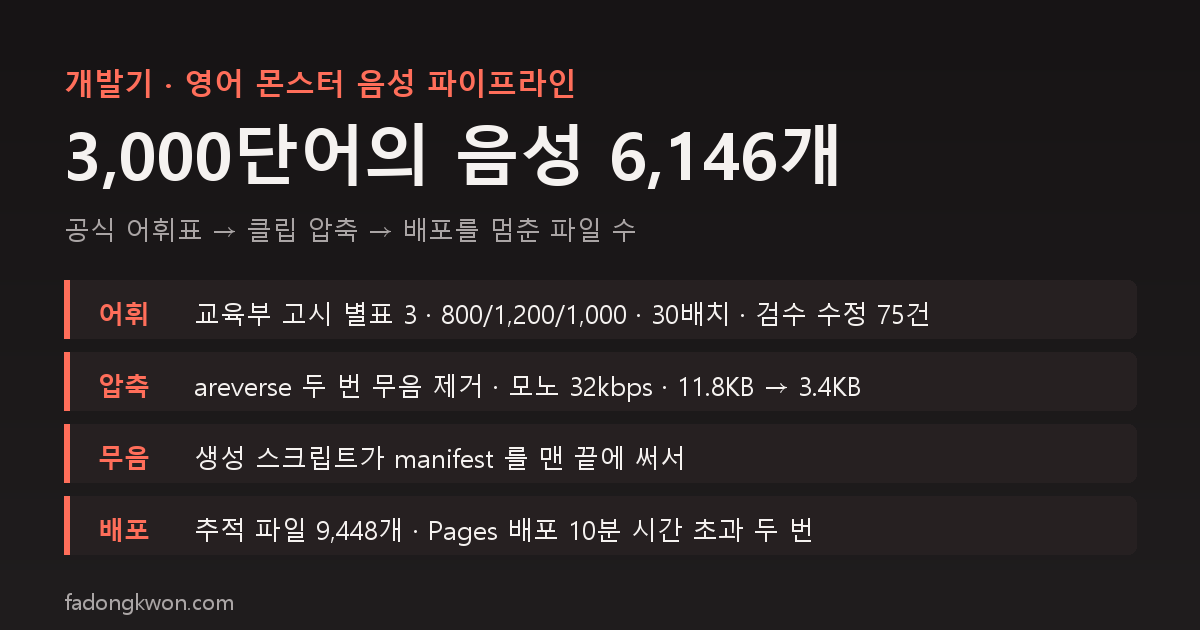 개발기 · 영어 몬스터 음성 파이프라인
3,000단어의 음성 6,146개
공식 어휘표 → 클립 압축 → 배포를 멈춘 파일 수
어휘 교육부 고시 별표 3 · 800/1,200/1,000 · 30배치 · 검수 수정 75건
압축 areverse 두 번 무음 제거 · 모노 32kbps · 11.8KB → 3.4KB
무음 생성 스크립트가 manifest 를 맨 끝에 써서
배포 추적 파일 9,448개 · Pages 배포 10분 시간 초과 두 번
fadongkwon.com